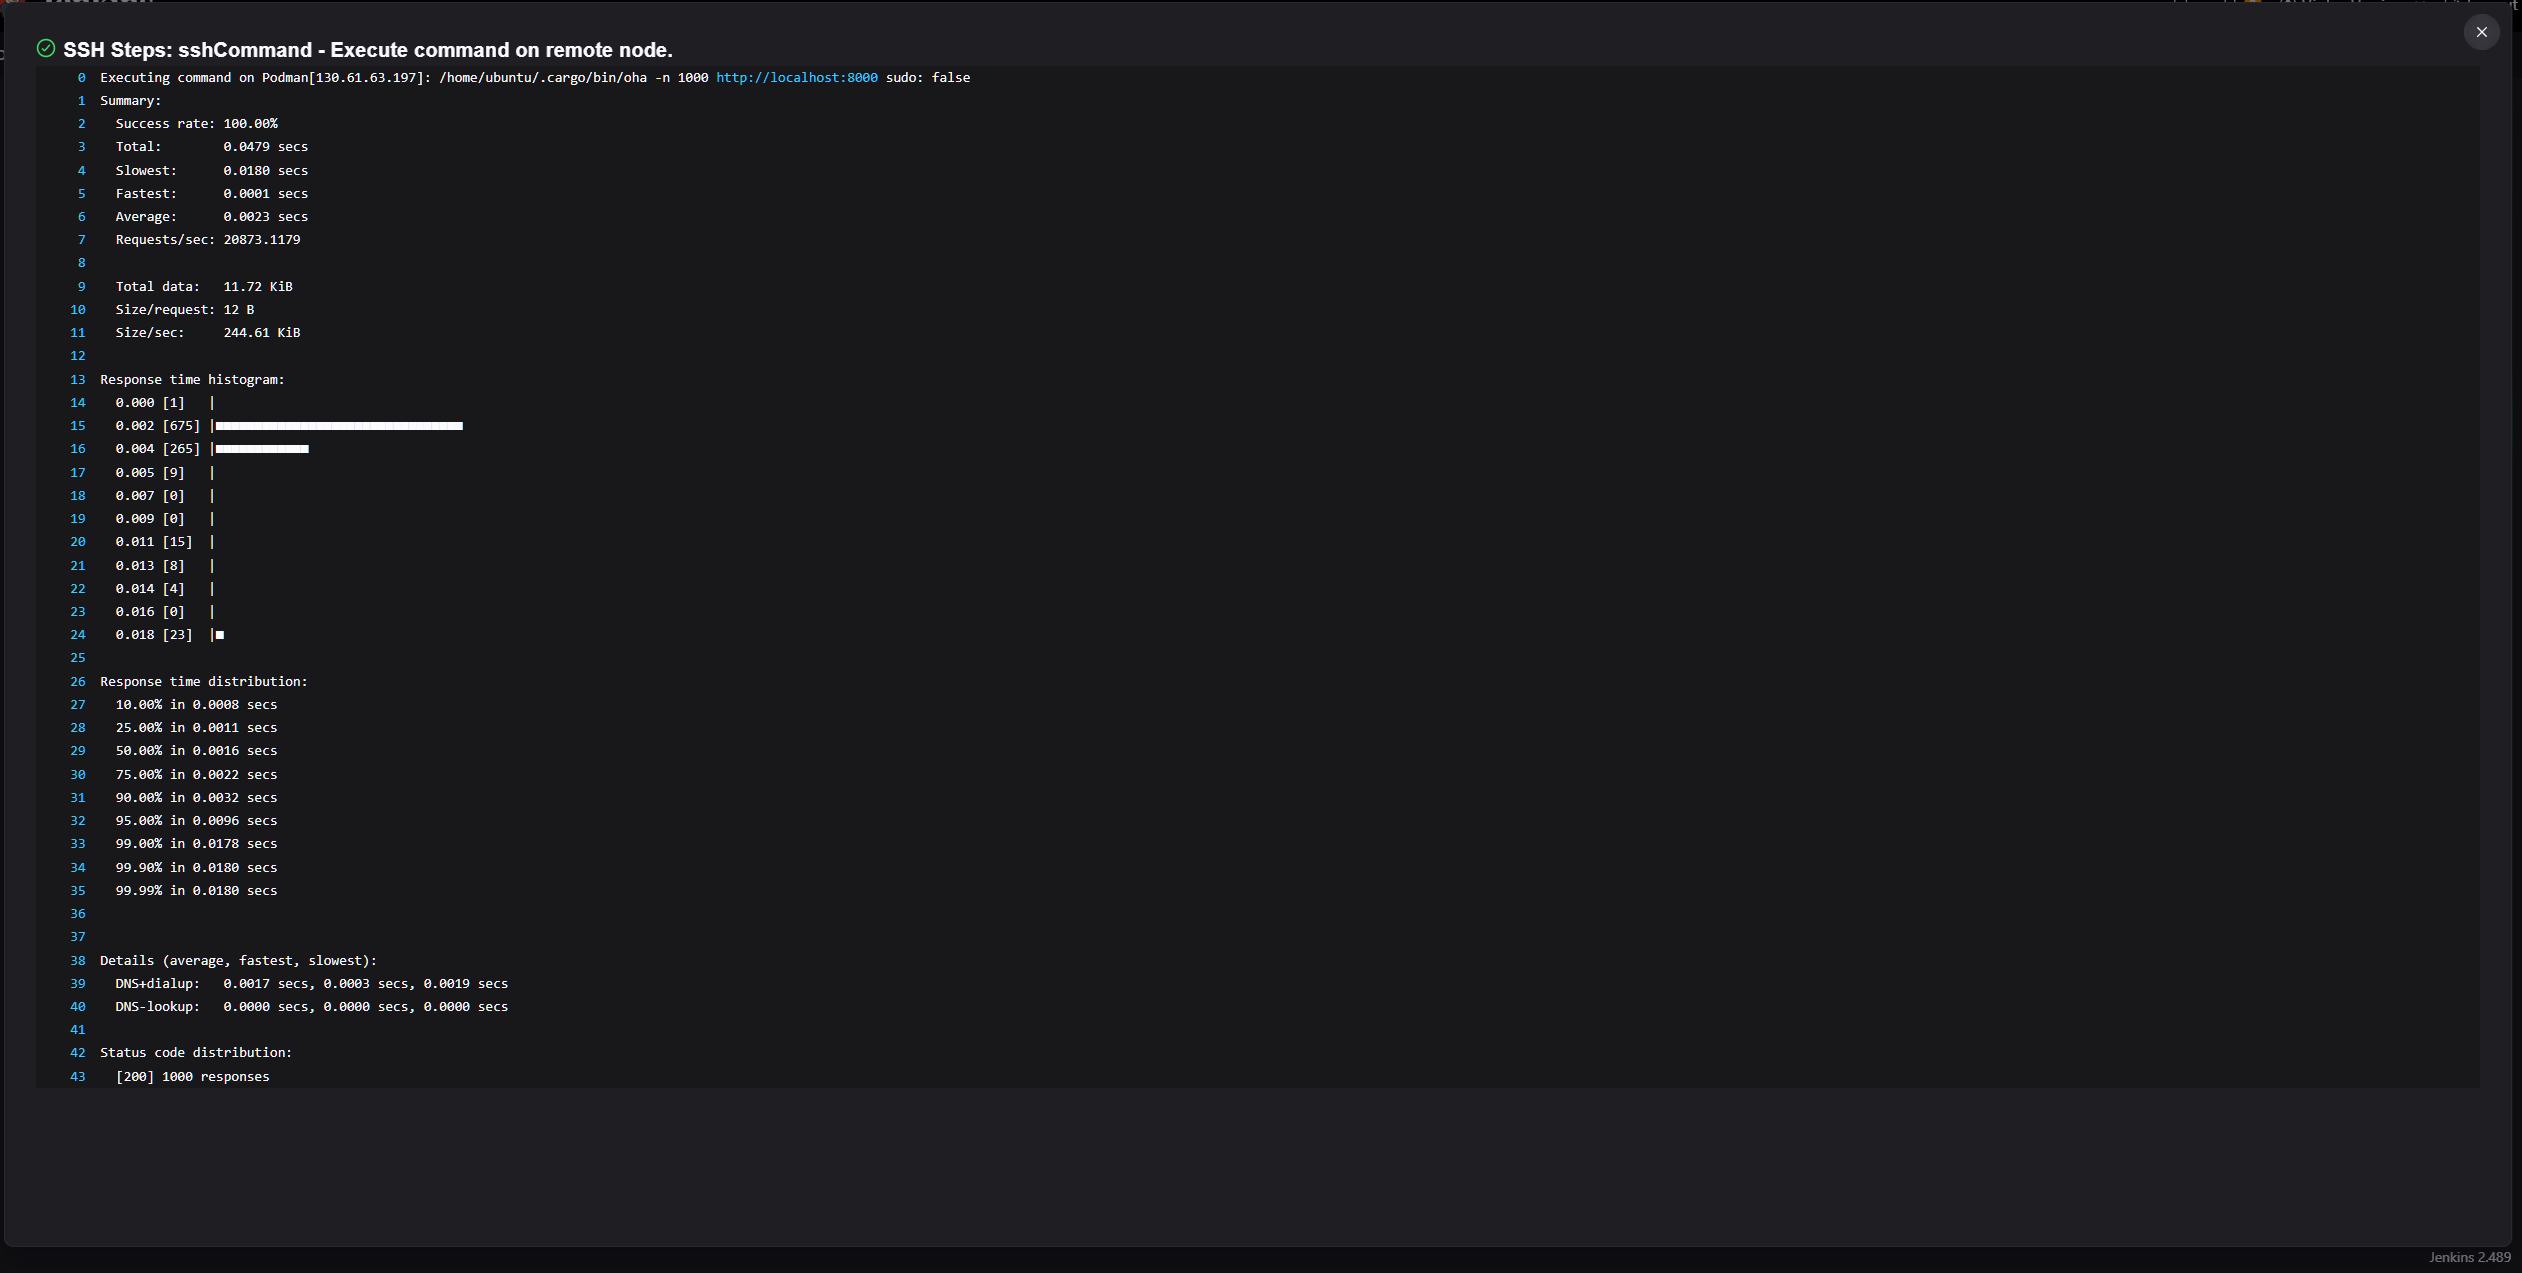 SSH Steps: sshCommand - Execute command on remote node.
0 Executing command on Podman[130.61.63.197]: /home/ubuntu/.cargo/bin/oha -n 1000 http://localhost:8000 sudo: false
1 Summary:
2 Success rate: 100.00%
3 Total: 0.0479 secs
4 Slowest: 0.0180 secs
5 Fastest: 0.0001 secs
6 Average: 0.0023 secs
7 Requests/sec: 20873.1179
8
9 Total data: 11.72 KiB
10 Size/request: 12 B
11 Size/sec: 244.61 KiB
12
13 Response time histogram:
14 0.000 [1] |
15 0.002 [675] |■■■■■■■■■■■■■■■■■■■■■■■■■■■■■■■■
16 0.004 [265] |■■■■■■■■■■■■
17 0.005 [9] |
18 0.007 [0] |
19 0.009 [0] |
20 0.011 [15] |
21 0.013 [8] |
22 0.014 [4] |
23 0.016 [0] |
24 0.018 [23] |■
25
26 Response time distribution:
27 10.00% in 0.0008 secs
28 25.00% in 0.0011 secs
29 50.00% in 0.0016 secs
30 75.00% in 0.0022 secs
31 90.00% in 0.0032 secs
32 95.00% in 0.0096 secs
33 99.00% in 0.0178 secs
34 99.90% in 0.0180 secs
35 99.99% in 0.0180 secs
36
37
38 Details (average, fastest, slowest):
39 DNS+dialup: 0.0017 secs, 0.0003 secs, 0.0019 secs
40 DNS-lookup: 0.0000 secs, 0.0000 secs, 0.0000 secs
41
42 Status code distribution:
43 [200] 1000 responses
Jenkins 2.489